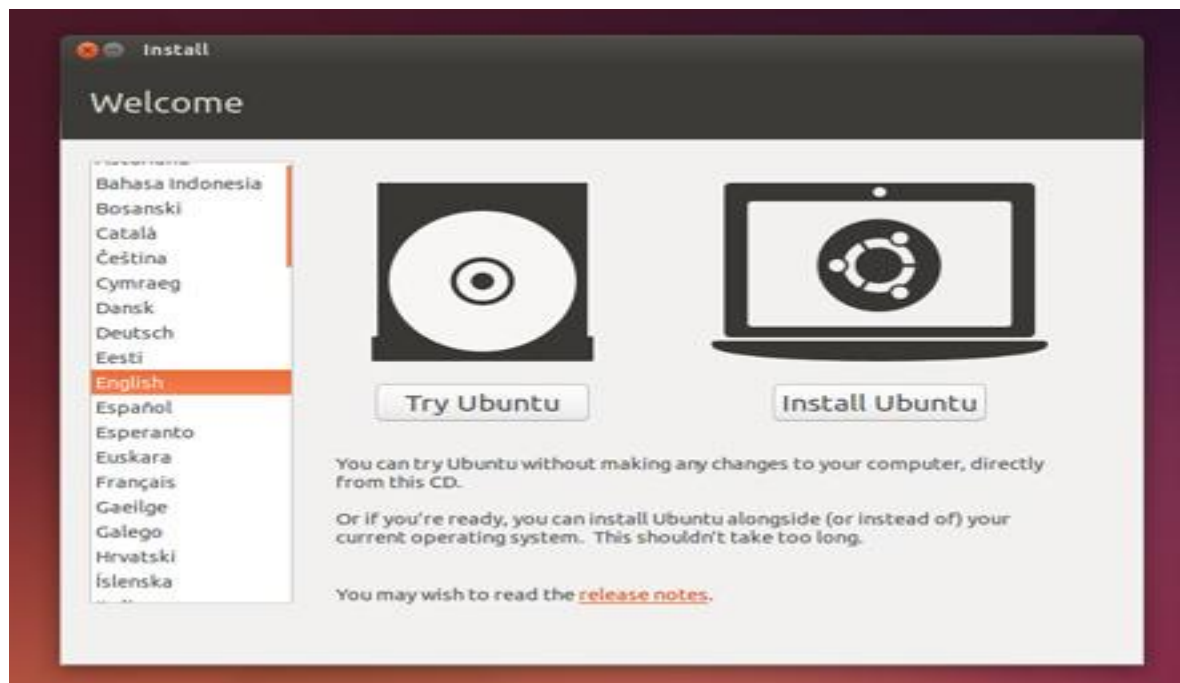 Install
Welcome
Bahasa Indonesia
Bosanski
Català
Čeština
Cymraeg
Dansk
Deutsch
Eesti
English
Español
Esperanto
Euskara
Français
Gaeilge
Galego
Hrvatski
Íslenska
Try Ubuntu
Install Ubuntu
You can try Ubuntu without making any changes to your computer, directly
from this CD.
Or if you're ready, you can install Ubuntu alongside (or instead of) your
current operating system. This shouldn't take too long.
You may wish to read the release notes.